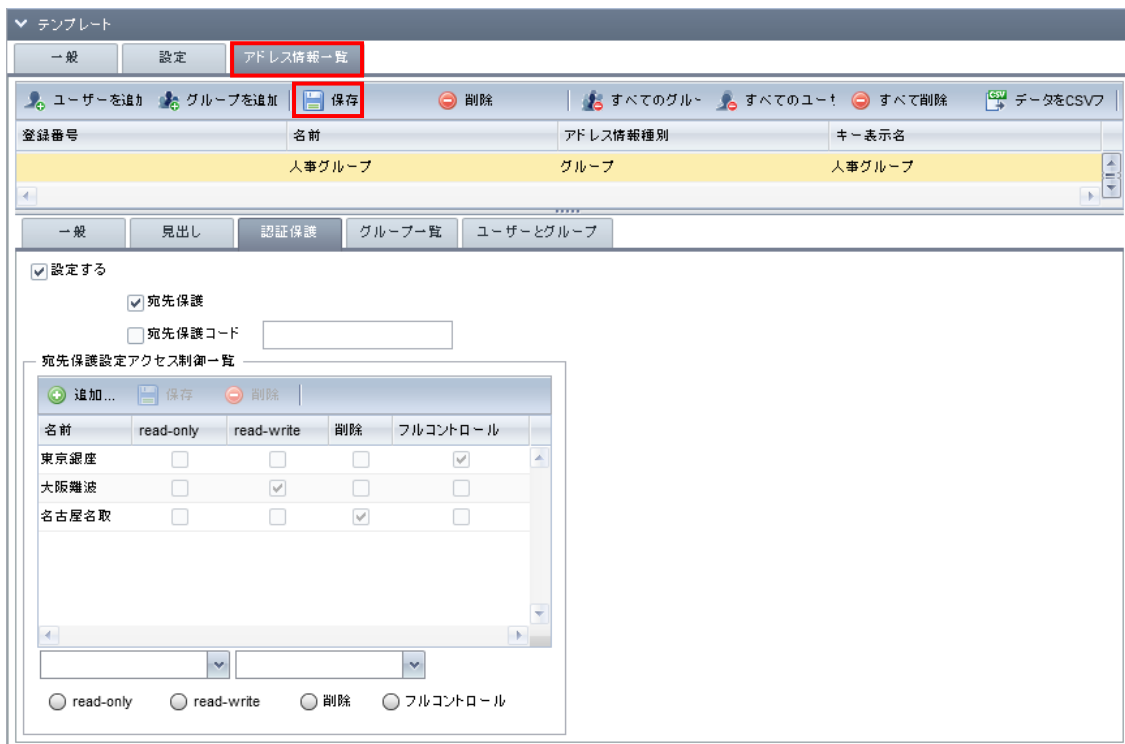 テンプレート
一般 設定 アドレス情報一覧
ユーザーを追加 グループを追加 保存 削除 すべてのグルー すべてのユー すべて削除 データをCSVフ
登録番号 名前 アドレス情報種別 キー表示名
人事グループ グループ 人事グループ
一般 見出し 認証保護 グループ一覧 ユーザーとグループ
設定する
宛先保護
宛先保護コード
宛先保護設定アクセス制御一覧
追加... 保存 削除
名前 read-only read-write 削除 フルコントロール
東京銀座
大阪難波
名古屋名取
read-only read-write 削除 フルコントロール